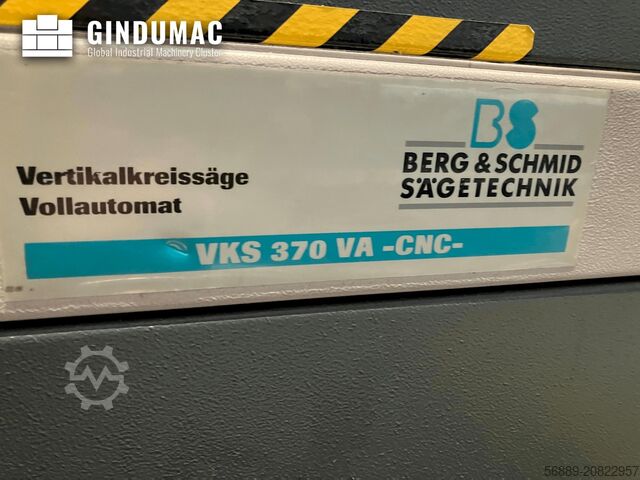 GINDUMAC
Global Industrial Machinery Cluster
BS
BERG & SCHMID
SÄGETECHNIK
Vertikalkreissäge
Vollautomat
VKS 370 VA -CNC-
56889-20822957